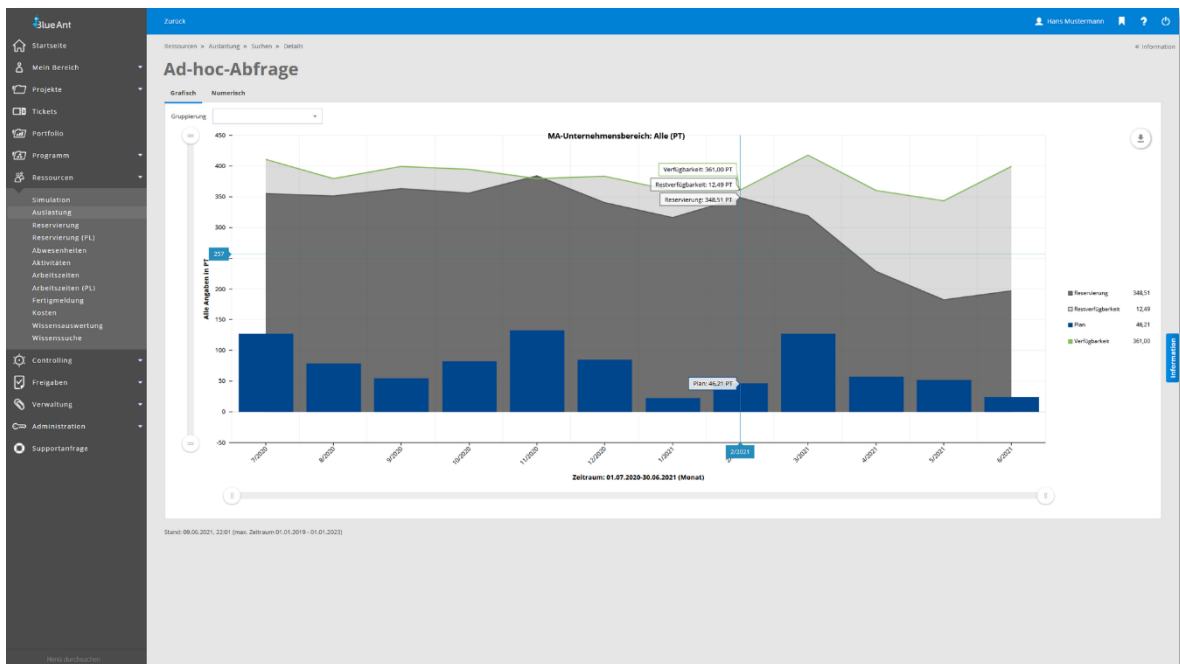 BlueAnt
Zurück
Hans Mustermann
?
Startseite
Mein Bereich
Projekte
Tickets
Portfolio
Programm
Ressourcen
Simulation
Auslastung
Reservierung
Reservierung (PL)
Abwesenheiten
Aktivitäten
Arbeitszeiten
Arbeitszeiten (PL)
Fertigmeldung
Kosten
Wissensauswertung
Wissenssuche
Controlling
Freigaben
Verwaltung
Administration
Supportanfrage
Menü durchsuchen
Ressourcen » Auslastung » Suchen » Details
« Information
Ad-hoc-Abfrage
Grafisch Numerisch
Gruppierung
MA-Unternehmensbereich: Alle (PT)
450
400
350
300
257
200
150
100
50
0
-50
Alle Angaben in PT
Verfügbarkeit: 361,00 PT
Restverfügbarkeit: 12,49 PT
Reservierung: 348,51 PT
Plan: 46,21 PT
7/2020 8/2020 9/2020 10/2020 11/2020 12/2020 1/2021 2/2021 3/2021 4/2021 5/2021 6/2021
Zeitraum: 01.07.2020-30.06.2021 (Monat)
Reservierung 348,51
Restverfügbarkeit 12,49
Plan 46,21
Verfügbarkeit 361,00
Information
Stand: 09.06.2021, 22:01 (max. Zeitraum 01.01.2019 - 01.01.2023)